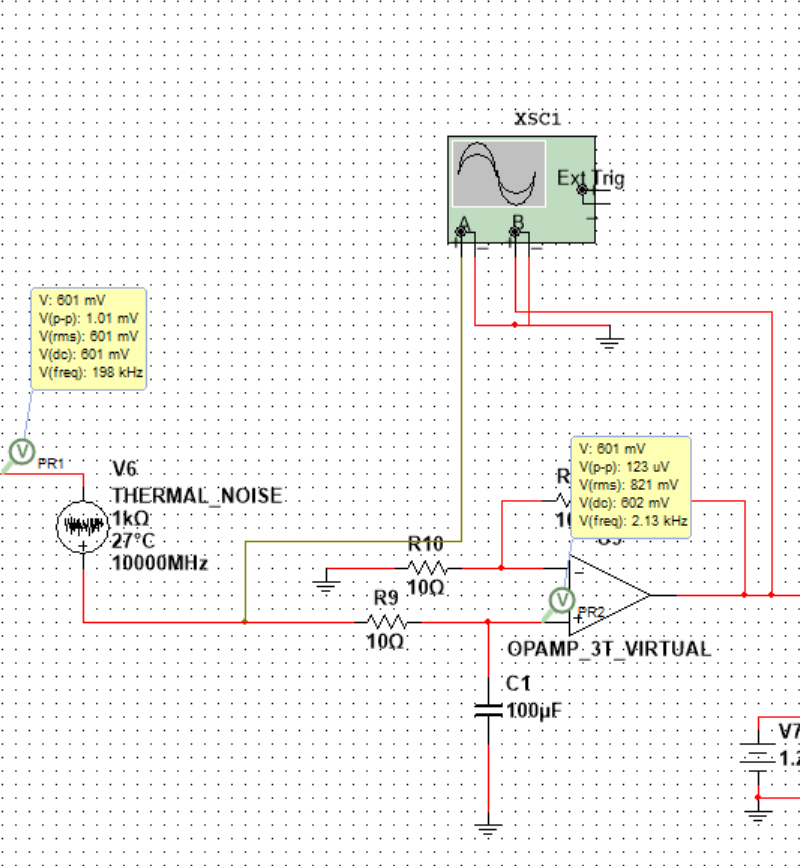 XSC1
Ext Trig
A
B
V: 601 mV
V(p-p): 1.01 mV
V(rms): 601 mV
V(dc): 601 mV
V(freq): 198 kHz
V
PR1
V6
THERMAL_NOISE
1kΩ
27°C
10000MHz
V: 601 mV
V(p-p): 123 uV
V(rms): 821 mV
V(dc): 602 mV
V(freq): 2.13 kHz
R10
10Ω
R9
10Ω
V
PR2
OPAMP_3T_VIRTUAL
C1
100µF
V7